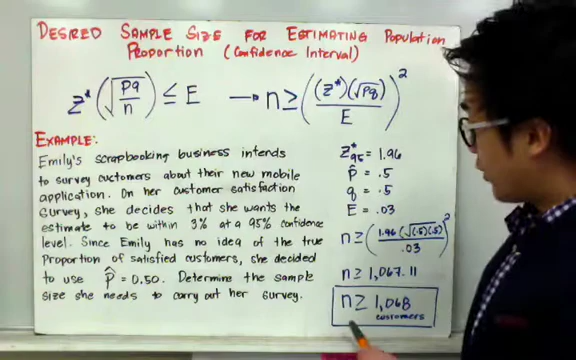 DESIRED SAMPLE SIZE FOR ESTIMATING POPULATION
PROPORTION (Confidence Interval)
z* (√(pq/n)) ≤ E → n ≥ ((z*)(√pq)/E)²
EXAMPLE:
Emily's scrapbooking business intends
to survey customers about their new mobile
application. On her customer satisfaction
survey, she decides that she wants the
estimate to be within 3% at a 95% confidence
level. Since Emily has no idea of the true
proportion of satisfied customers, she decided
to use p̂ = 0.50. Determine the sample
size she needs to carry out her survey.
z*95 = 1.96
p̂ = .5
q = .5
E = .03
n ≥ (1.96 (√(.5)(.5))/.03)²
n ≥ 1,067.11
n ≥ 1,068
customers